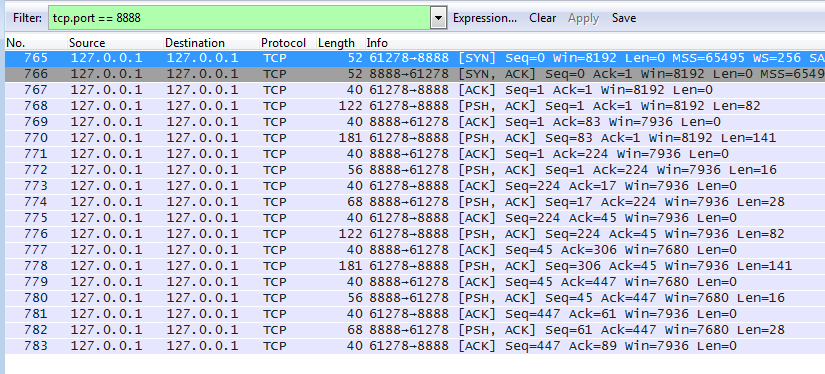 Filter: tcp.port == 8888 Expression... Clear Apply Save
No. Source Destination Protocol Length Info
765 127.0.0.1 127.0.0.1 TCP 52 61278→8888 [SYN] Seq=0 Win=8192 Len=0 MSS=65495 WS=256 SA
766 127.0.0.1 127.0.0.1 TCP 52 8888→61278 [SYN, ACK] Seq=0 Ack=1 Win=8192 Len=0 MSS=6549
767 127.0.0.1 127.0.0.1 TCP 40 61278→8888 [ACK] Seq=1 Ack=1 Win=8192 Len=0
768 127.0.0.1 127.0.0.1 TCP 122 61278→8888 [PSH, ACK] Seq=1 Ack=1 Win=8192 Len=82
769 127.0.0.1 127.0.0.1 TCP 40 8888→61278 [ACK] Seq=1 Ack=83 Win=7936 Len=0
770 127.0.0.1 127.0.0.1 TCP 181 61278→8888 [PSH, ACK] Seq=83 Ack=1 Win=8192 Len=141
771 127.0.0.1 127.0.0.1 TCP 40 8888→61278 [ACK] Seq=1 Ack=224 Win=7936 Len=0
772 127.0.0.1 127.0.0.1 TCP 56 8888→61278 [PSH, ACK] Seq=1 Ack=224 Win=7936 Len=16
773 127.0.0.1 127.0.0.1 TCP 40 61278→8888 [ACK] Seq=224 Ack=17 Win=7936 Len=0
774 127.0.0.1 127.0.0.1 TCP 68 8888→61278 [PSH, ACK] Seq=17 Ack=224 Win=7936 Len=28
775 127.0.0.1 127.0.0.1 TCP 40 61278→8888 [ACK] Seq=224 Ack=45 Win=7936 Len=0
776 127.0.0.1 127.0.0.1 TCP 122 61278→8888 [PSH, ACK] Seq=224 Ack=45 Win=7936 Len=82
777 127.0.0.1 127.0.0.1 TCP 40 8888→61278 [ACK] Seq=45 Ack=306 Win=7680 Len=0
778 127.0.0.1 127.0.0.1 TCP 181 61278→8888 [PSH, ACK] Seq=306 Ack=45 Win=7936 Len=141
779 127.0.0.1 127.0.0.1 TCP 40 8888→61278 [ACK] Seq=45 Ack=447 Win=7680 Len=0
780 127.0.0.1 127.0.0.1 TCP 56 8888→61278 [PSH, ACK] Seq=45 Ack=447 Win=7680 Len=16
781 127.0.0.1 127.0.0.1 TCP 40 61278→8888 [ACK] Seq=447 Ack=61 Win=7936 Len=0
782 127.0.0.1 127.0.0.1 TCP 68 8888→61278 [PSH, ACK] Seq=61 Ack=447 Win=7680 Len=28
783 127.0.0.1 127.0.0.1 TCP 40 61278→8888 [ACK] Seq=447 Ack=89 Win=7936 Len=0